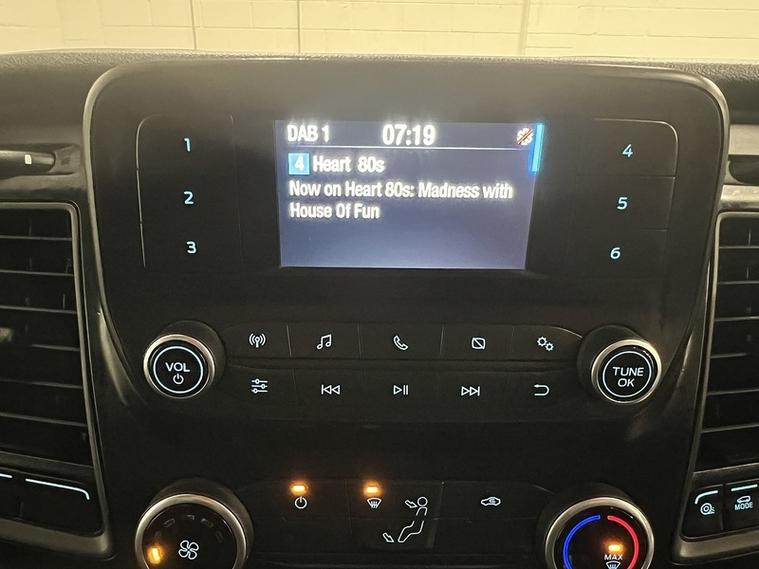 DAB 1 07:19
4 Heart 80s
Now on Heart 80s: Madness with
House Of Fun
1
2
3
4
5
6
VOL
TUNE
OK
MAX
MODE